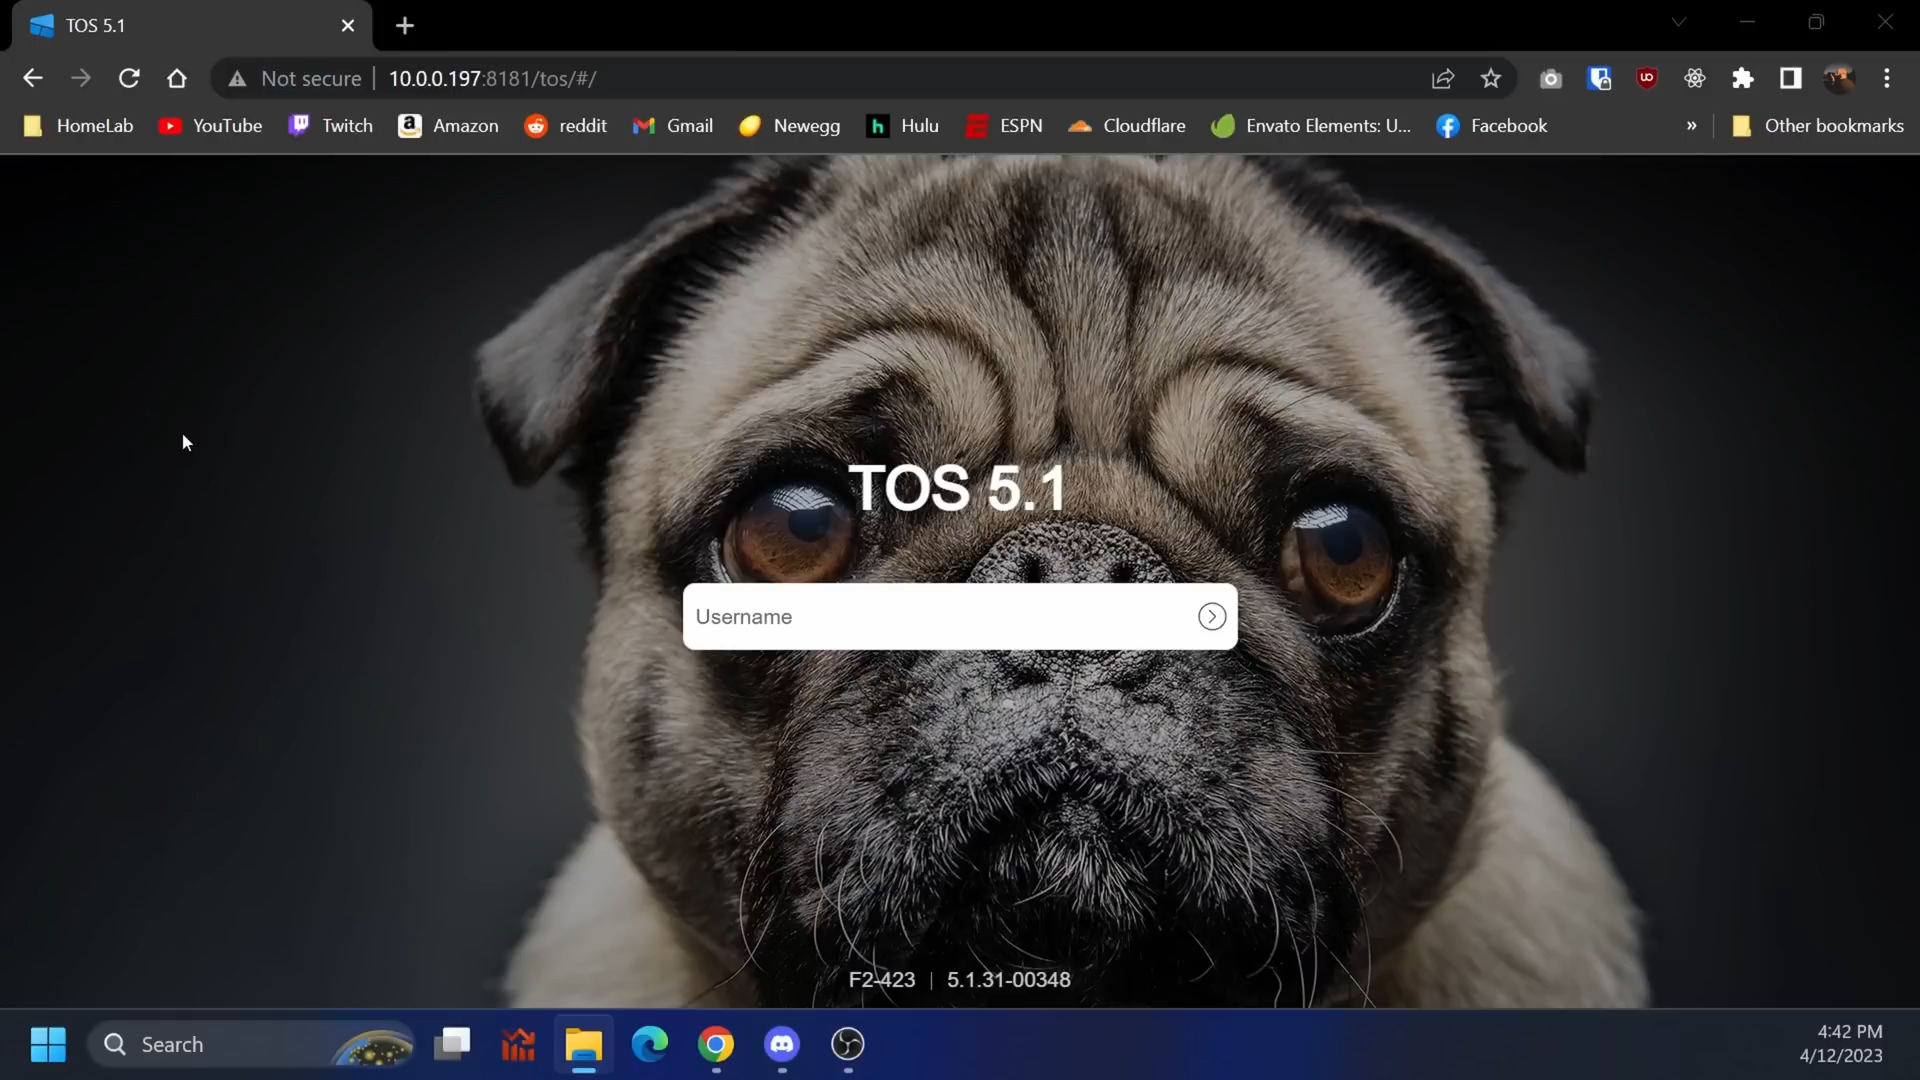 TOS 5.1
Not secure 10.0.0.197:8181/tos/#/
HomeLab YouTube Twitch Amazon reddit Gmail Newegg Hulu ESPN Cloudflare Envato Elements: U... Facebook » Other bookmarks
TOS 5.1
Username
F2-423 | 5.1.31-00348
Search
4:42 PM
4/12/2023